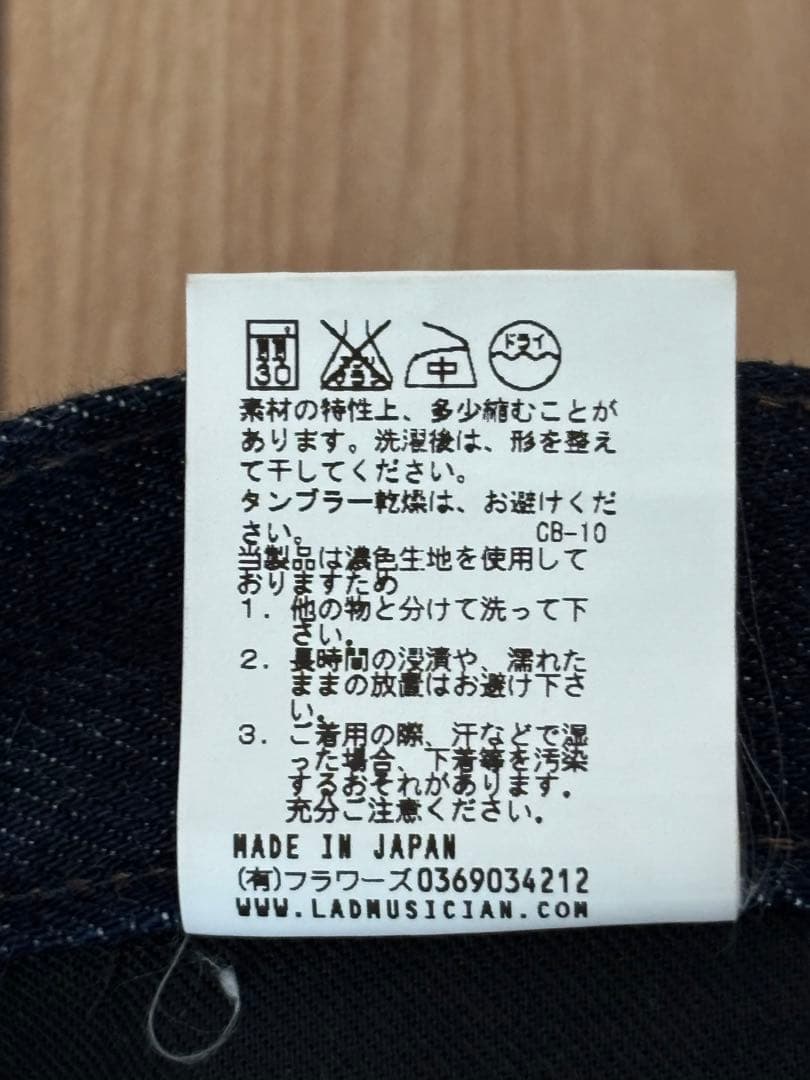 30
中
ドライ
素材の特性上、多少縮むことが
あります。洗濯後は、形を整え
て干してください。
タンブラー乾燥は、お避けくだ
さい。 CB-10
当製品は濃色生地を使用して
おりますため
1. 他の物と分けて洗って下
さい。
2. 長時間の浸漬や、濡れた
ままの放置はお避け下さ
い。
3. ご着用の際、汗などで湿
った場合、下着等を汚染
するおそれがあります。
充分ご注意ください。
MADE IN JAPAN
(有)フラワーズ0369034212
WWW.LADMUSICIAN.COM